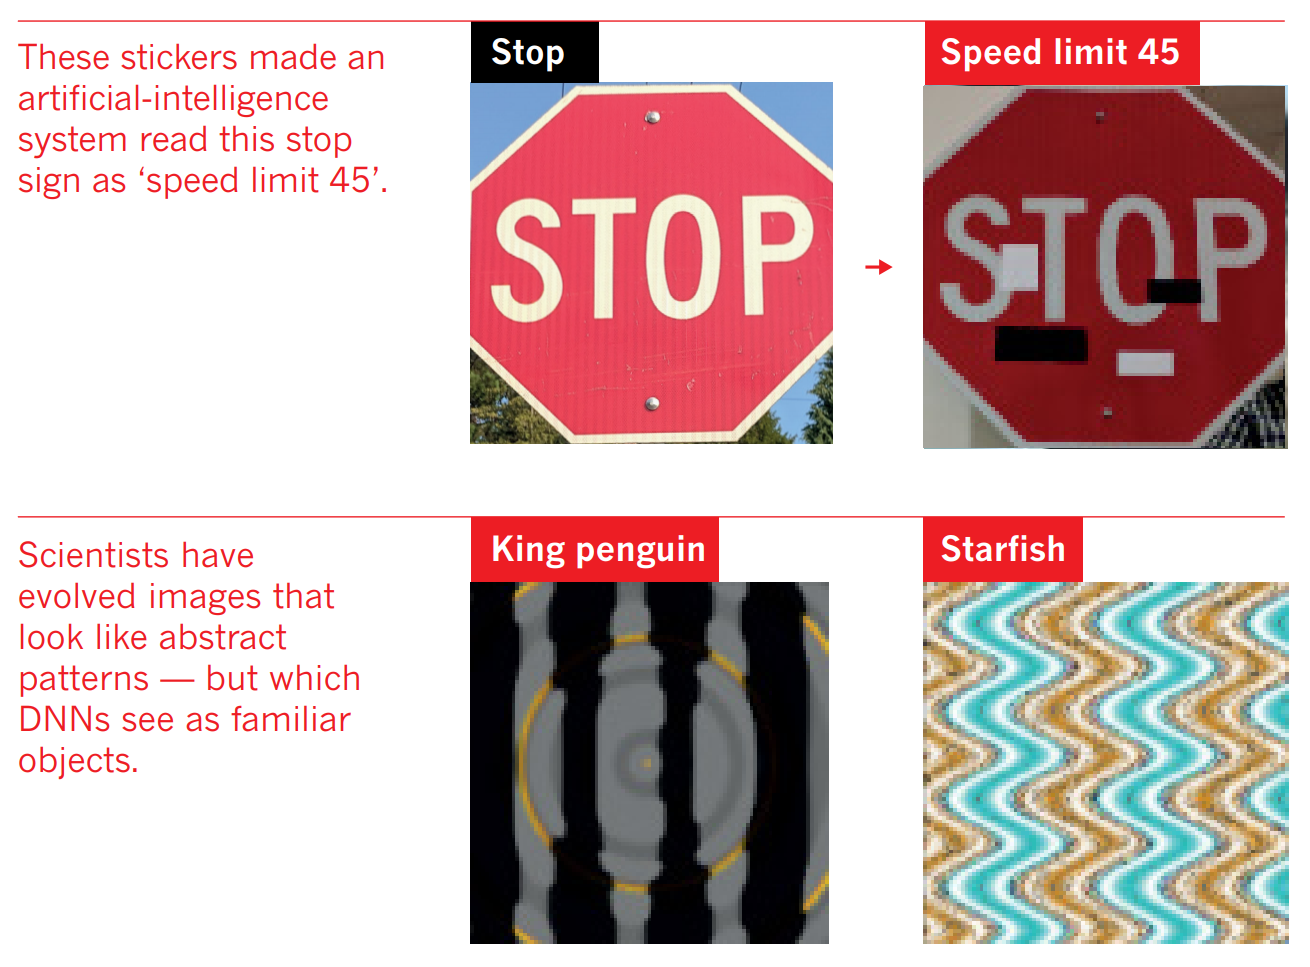 These stickers made an
artificial-intelligence
system read this stop
sign as ‘speed limit 45’.
Stop
STOP
Speed limit 45
STOP
Scientists have
evolved images that
look like abstract
patterns — but which
DNNs see as familiar
objects.
King penguin
Starfish